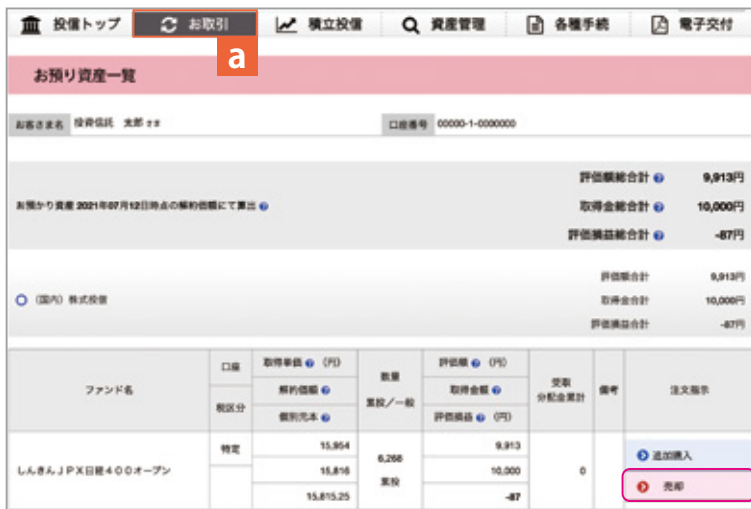 投信トップ お取引 積立投信 資産管理 各種手続 電子交付
a
お預り資産一覧
お客さま名 投資信託 太郎 さま 口座番号 00000-1-0000000
評価額総合計 9,913円
お預かり資産 2021年07月12日時点の解約価額にて算出 取得金総合計 10,000円
評価損益総合計 -87円
評価額合計 9,913円
(国内) 株式投信 取得金合計 10,000円
評価損益合計 -87円
ファンド名 口座 税区分 取得単価 (円) 解約価額 個別元本 数量 累投/一般 評価額 (円) 取得金額 評価損益 (円) 受取分配金累計 備考 注文指示
しんきんJPX日経400オープン 特定 15,954 15,816 15,815.25 6,268 累投 9,913 10,000 -87 0 追加購入
売却